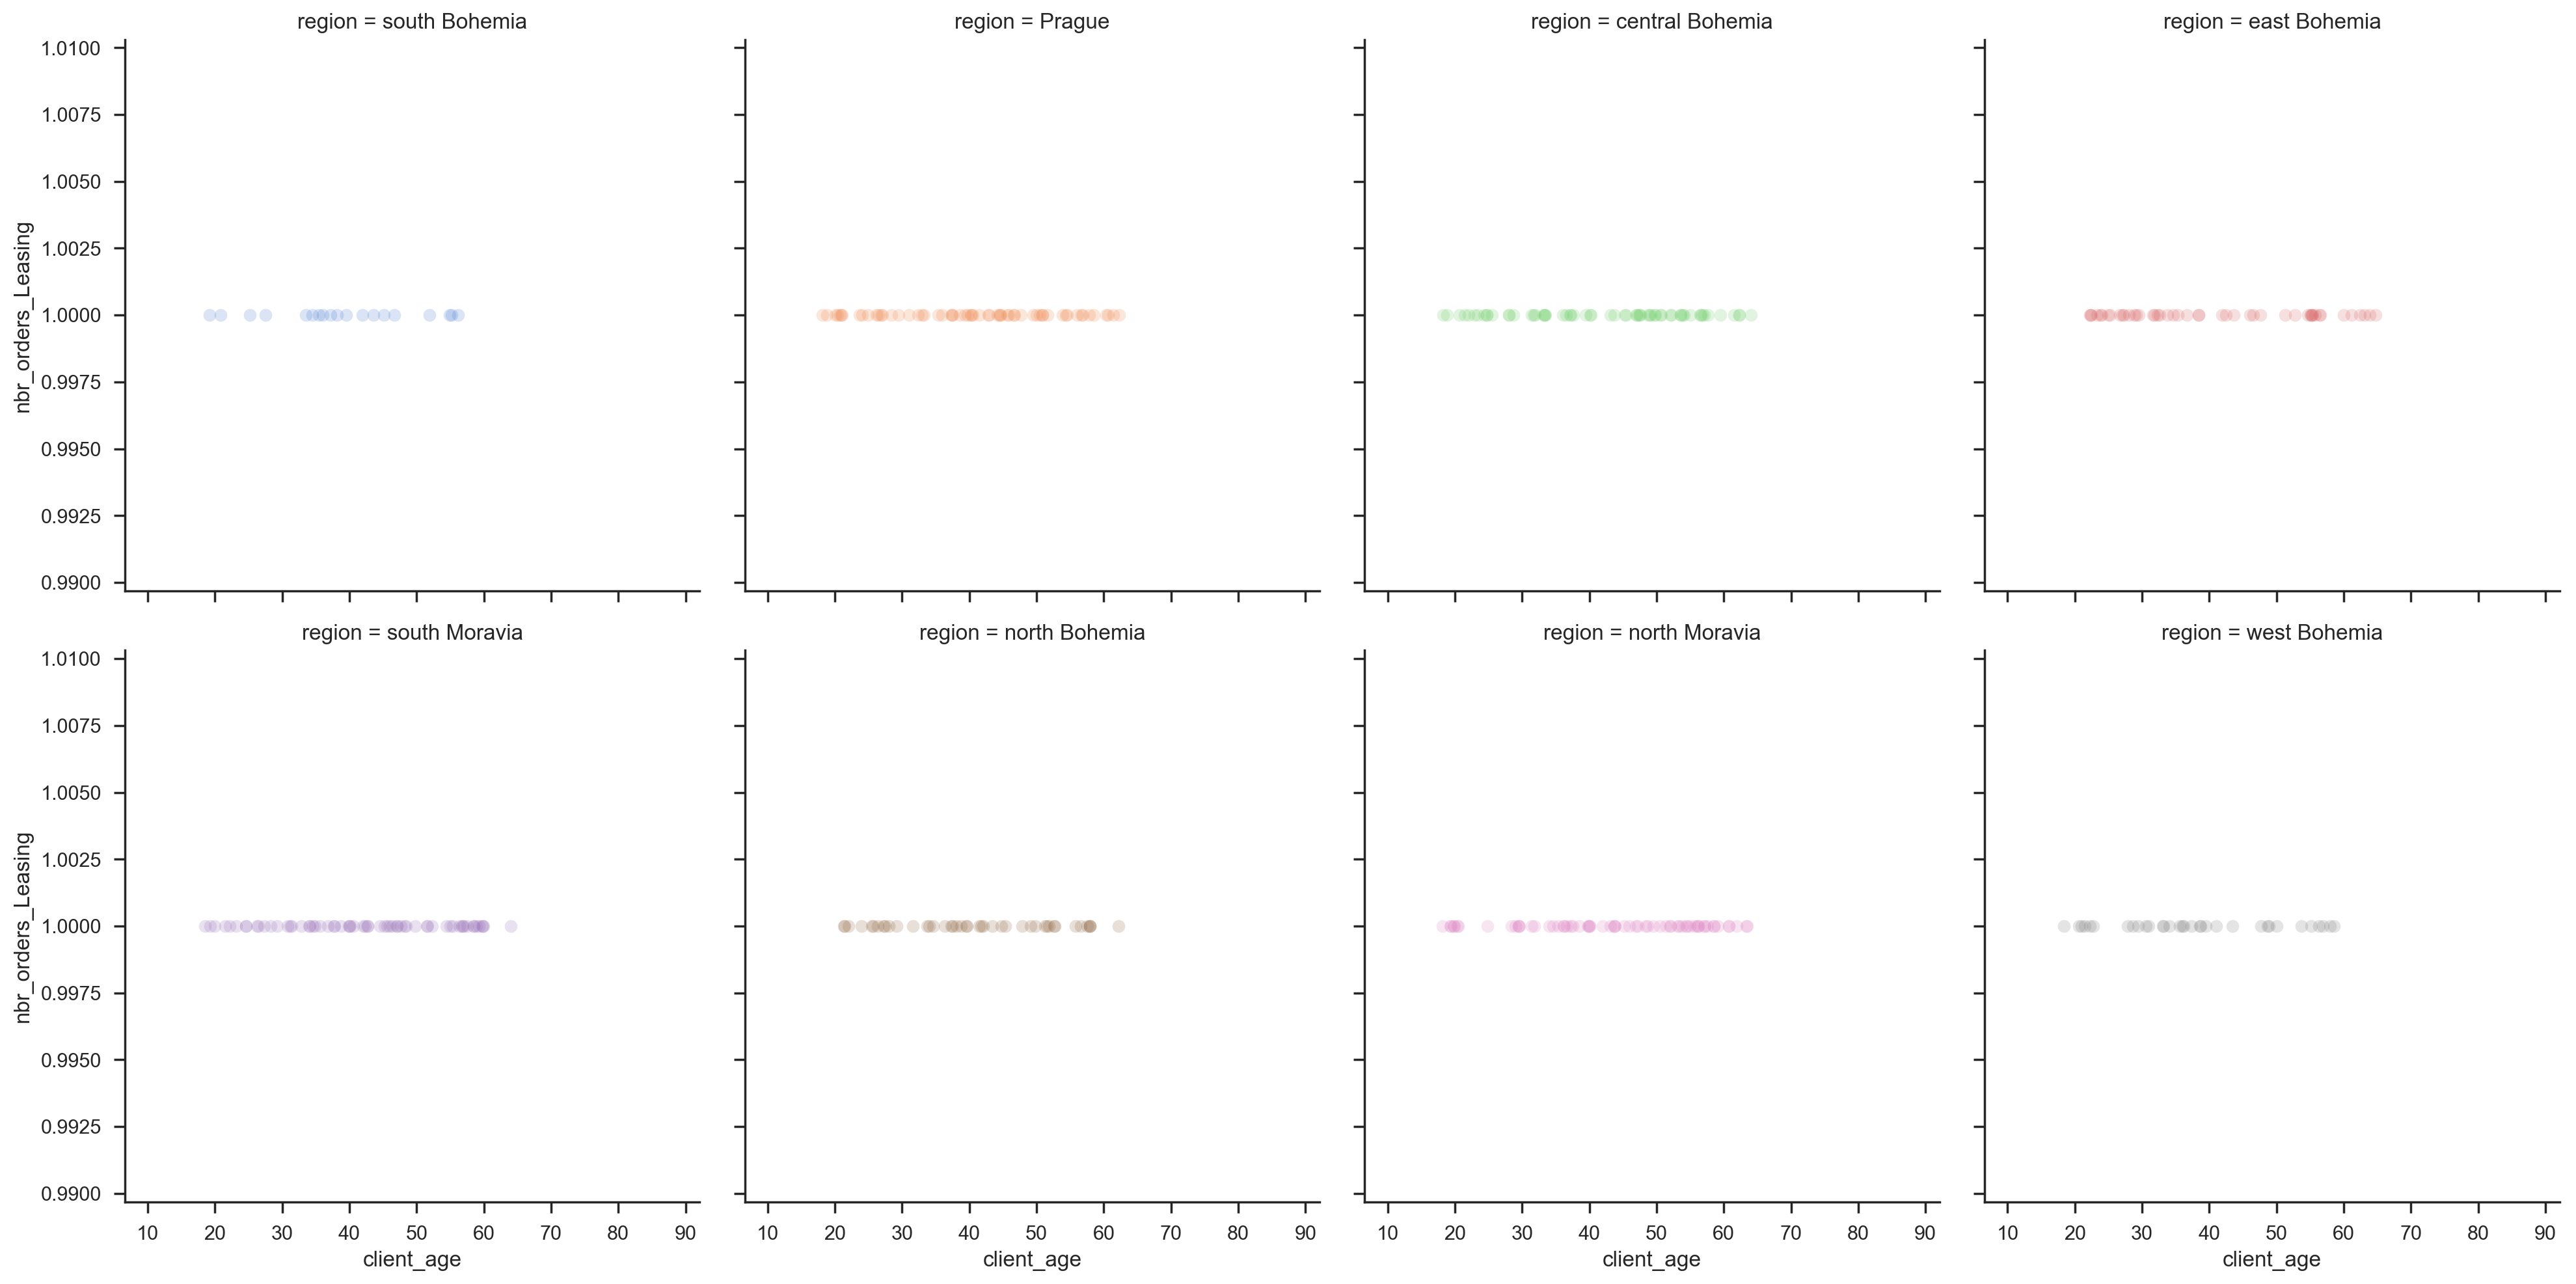 region = south Bohemia
region = Prague
region = central Bohemia
region = east Bohemia
1.0100
1.0075
1.0050
1.0025
1.0000
0.9975
0.9950
0.9925
0.9900
nbr_orders_Leasing
region = south Moravia
region = north Bohemia
region = north Moravia
region = west Bohemia
1.0100
1.0075
1.0050
1.0025
1.0000
0.9975
0.9950
0.9925
0.9900
nbr_orders_Leasing
10 20 30 40 50 60 70 80 90
client_age
10 20 30 40 50 60 70 80 90
client_age
10 20 30 40 50 60 70 80 90
client_age
10 20 30 40 50 60 70 80 90
client_age